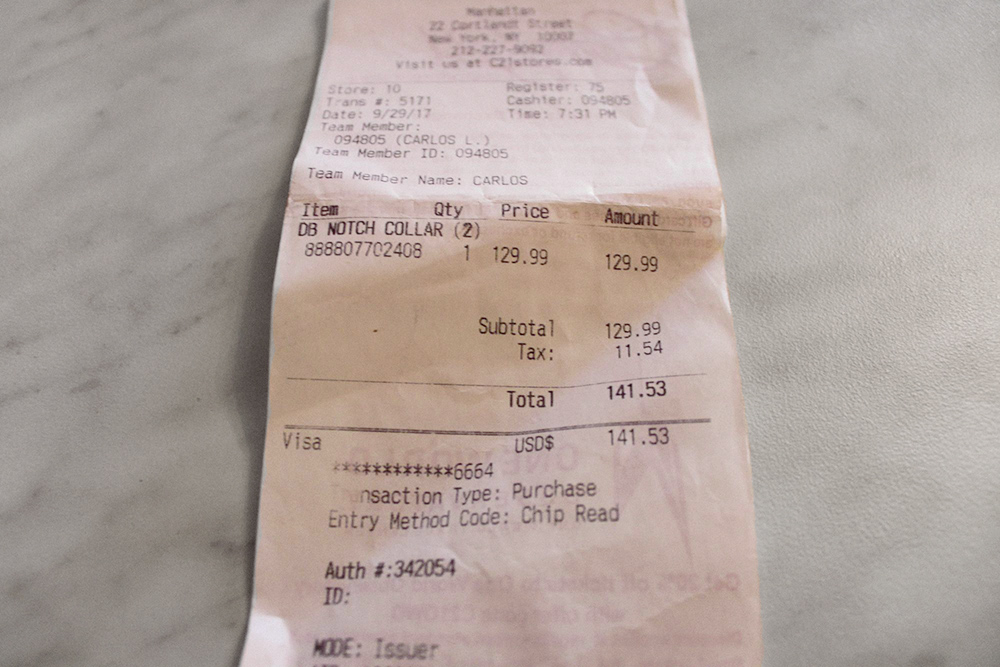 Manhattan
22 Cortlandt Street
New York, NY 10007
212-227-9092
Visit us at C21stores.com
Store: 10 Register: 75
Trans #: 5171 Cashier: 094805
Date: 9/29/17 Time: 7:31 PM
Team Member:
094805 (CARLOS L.)
Team Member ID: 094805
Team Member Name: CARLOS
Item Qty Price Amount
DB NOTCH COLLAR (2)
888807702408 1 129.99 129.99
Subtotal 129.99
Tax: 11.54
Total 141.53
Visa USD$ 141.53
************6664
Transaction Type: Purchase
Entry Method Code: Chip Read
Auth #:342054
ID:
MODE: Issuer